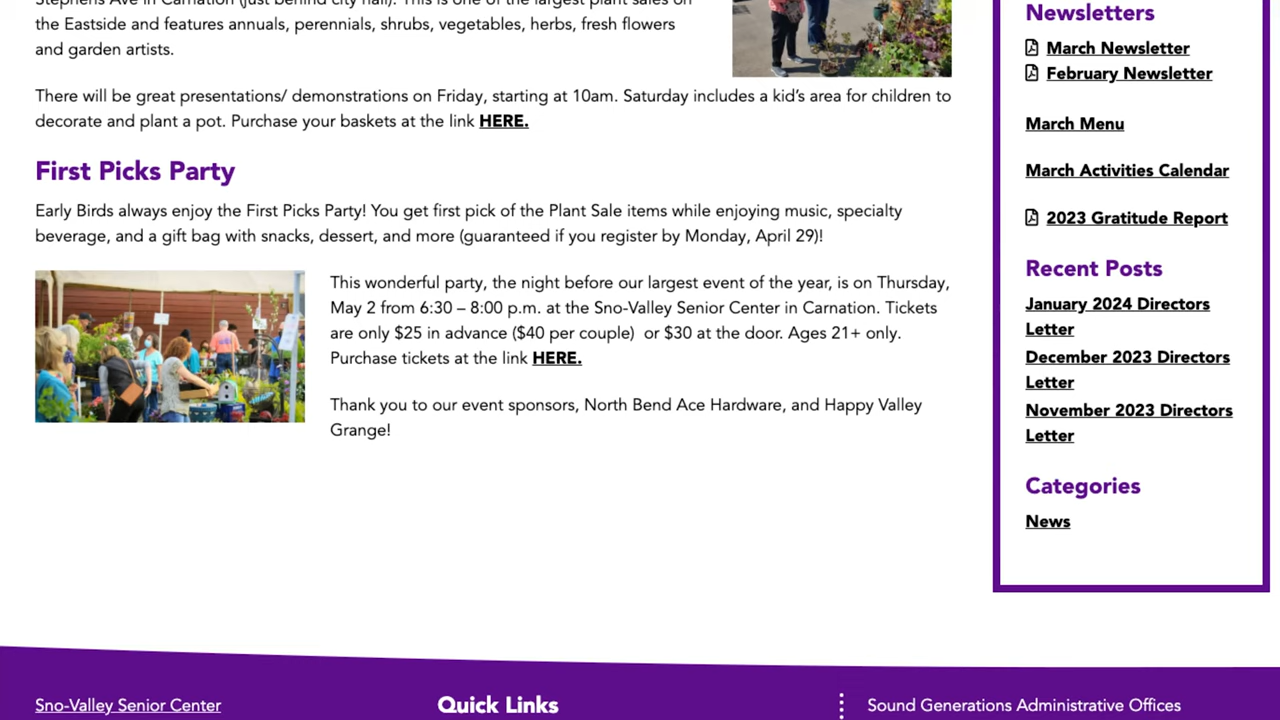 Stephens Ave in Carnation (just behind city hall). This is one of the largest plant sales on
the Eastside and features annuals, perennials, shrubs, vegetables, herbs, fresh flowers
and garden artists.
There will be great presentations/ demonstrations on Friday, starting at 10am. Saturday includes a kid’s area for children to
decorate and plant a pot. Purchase your baskets at the link HERE.
First Picks Party
Early Birds always enjoy the First Picks Party! You get first pick of the Plant Sale items while enjoying music, specialty
beverage, and a gift bag with snacks, dessert, and more (guaranteed if you register by Monday, April 29)!
This wonderful party, the night before our largest event of the year, is on Thursday,
May 2 from 6:30 – 8:00 p.m. at the Sno-Valley Senior Center in Carnation. Tickets
are only $25 in advance ($40 per couple) or $30 at the door. Ages 21+ only.
Purchase tickets at the link HERE.
Thank you to our event sponsors, North Bend Ace Hardware, and Happy Valley
Grange!
Newsletters
March Newsletter
February Newsletter
March Menu
March Activities Calendar
2023 Gratitude Report
Recent Posts
January 2024 Directors
Letter
December 2023 Directors
Letter
November 2023 Directors
Letter
Categories
News
Sno-Valley Senior Center
Quick Links
Sound Generations Administrative Offices